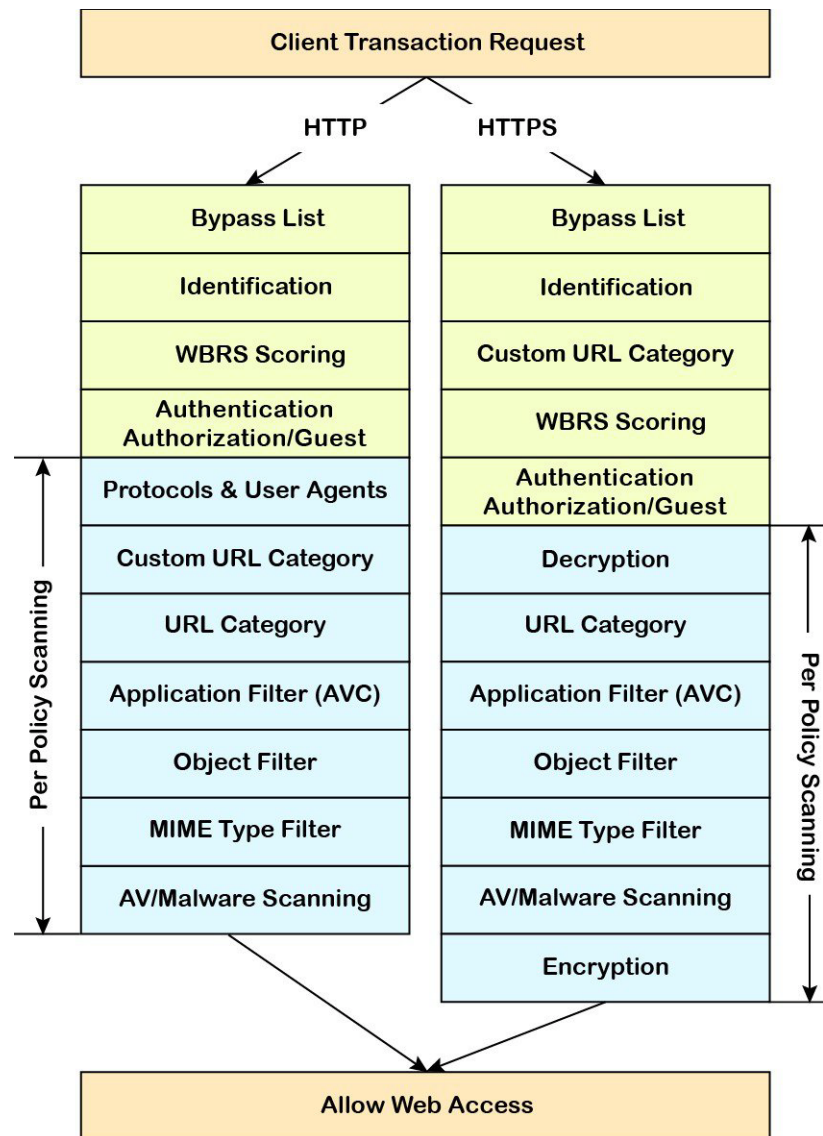 Client Transaction Request
HTTP
HTTPS
Bypass List
Identification
WBRS Scoring
Authentication
Authorization/Guest
Protocols & User Agents
Custom URL Category
URL Category
Application Filter (AVC)
Object Filter
MIME Type Filter
AV/Malware Scanning
Per Policy Scanning
Bypass List
Identification
Custom URL Category
WBRS Scoring
Authentication
Authorization/Guest
Decryption
URL Category
Application Filter (AVC)
Object Filter
MIME Type Filter
AV/Malware Scanning
Encryption
Per Policy Scanning
Allow Web Access